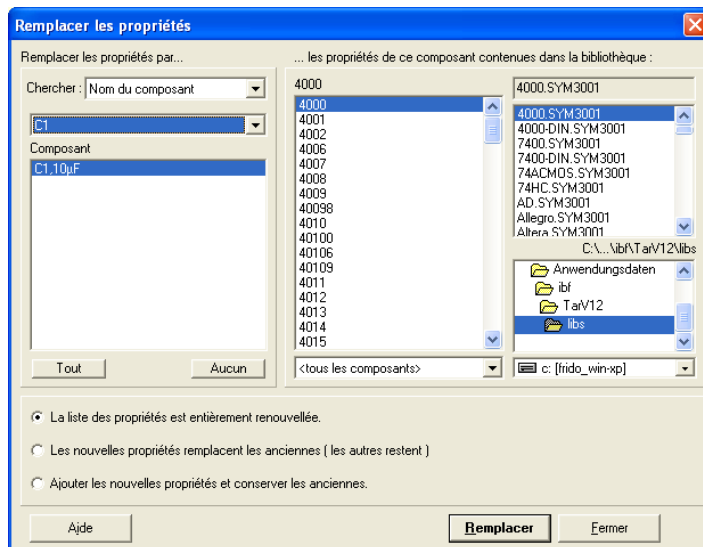 Remplacer les propriétés
Remplacer les propriétés par...
... les propriétés de ce composant contenues dans la bibliothèque :
Chercher : Nom du composant
C1
Composant
C1,10µF
Tout
Aucun
4000
4000
4001
4002
4006
4007
4008
4009
40098
4010
40100
40106
40109
4011
4012
4013
4014
4015
<tous les composants>
4000.SYM3001
4000.SYM3001
4000-DIN.SYM3001
7400.SYM3001
7400-DIN.SYM3001
74ACMOS.SYM3001
74HC.SYM3001
AD.SYM3001
Allegro.SYM3001
Altera.SYM3001
C:\...\ibf\TarV12\libs
Anwendungsdaten
ibf
TarV12
libs
c: [frido_win-xp]
La liste des propriétés est entièrement renouvellée.
Les nouvelles propriétés remplacent les anciennes ( les autres restent )
Ajouter les nouvelles propriétés et conserver les anciennes.
Aide
Remplacer
Fermer